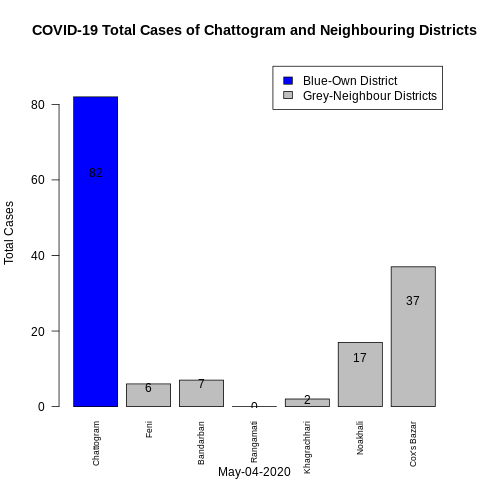 COVID-19 Total Cases of Chattogram and Neighbouring Districts
Blue-Own District
Grey-Neighbour Districts
Total Cases
80
60
40
20
0
82
6
7
0
2
17
37
Chattogram
Feni
Bandarban
Rangamati
Khagrachhari
Noakhali
Cox's Bazar
May-04-2020